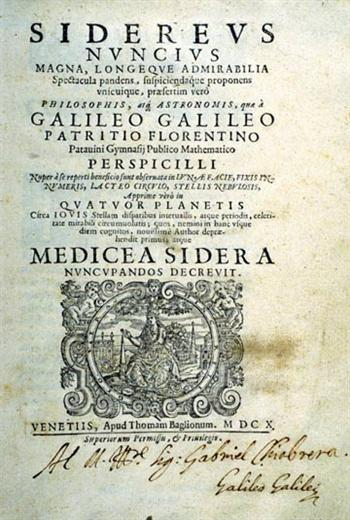 SIDEREVS
NVNCIVS
MAGNA, LONGEQVE ADMIRABILIA
Spectacula pandens, suspiciendaque proponens
vnicuique, præsertim verò
PHILOSOPHIS, atq; ASTRONOMIS, quæ à
GALILEO GALILEO
PATRITIO FLORENTINO
Patauini Gymnasij Publico Mathematico
PERSPICILLI
Nuper à se reperti beneficio sunt obseruata in LVNÆ FACIE, FIXIS IN-
NVMERIS, LACTEO CIRCVLO, STELLIS NEBVLOSIS,
Apprime verò in
QVATVOR PLANETIS
Circa IOVIS Stellam disparibus interuallis, atque periodis, celeri-
tate mirabili circumuolutis; quos, nemini in hanc vsque
diem cognitos, nouissimè Author depræ-
hendit primus; atque
MEDICEA SIDERA
NVNCVPANDOS DECREVIT.
VENETIIS, Apud Thomam Baglionum. M DC X.
Superiorum Permissu, & Priuilegio.
Al Sig: Gabriel Chiabrera
Galileo Galilei